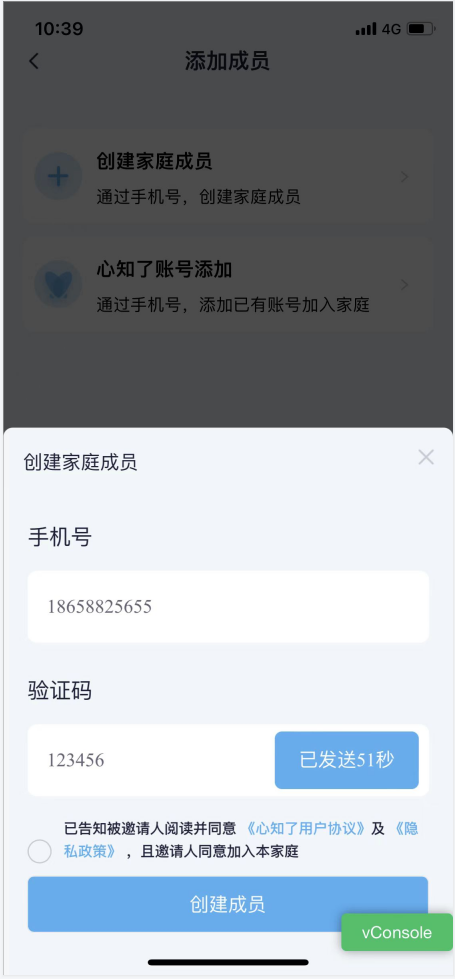 10:39
4G
添加成员
创建家庭成员
通过手机号，创建家庭成员
心知了账号添加
通过手机号，添加已有账号加入家庭
创建家庭成员
手机号
18658825655
验证码
123456
已发送51秒
已告知被邀请人阅读并同意 《心知了用户协议》及 《隐
私政策》 ，且邀请人同意加入本家庭
创建成员
vConsole